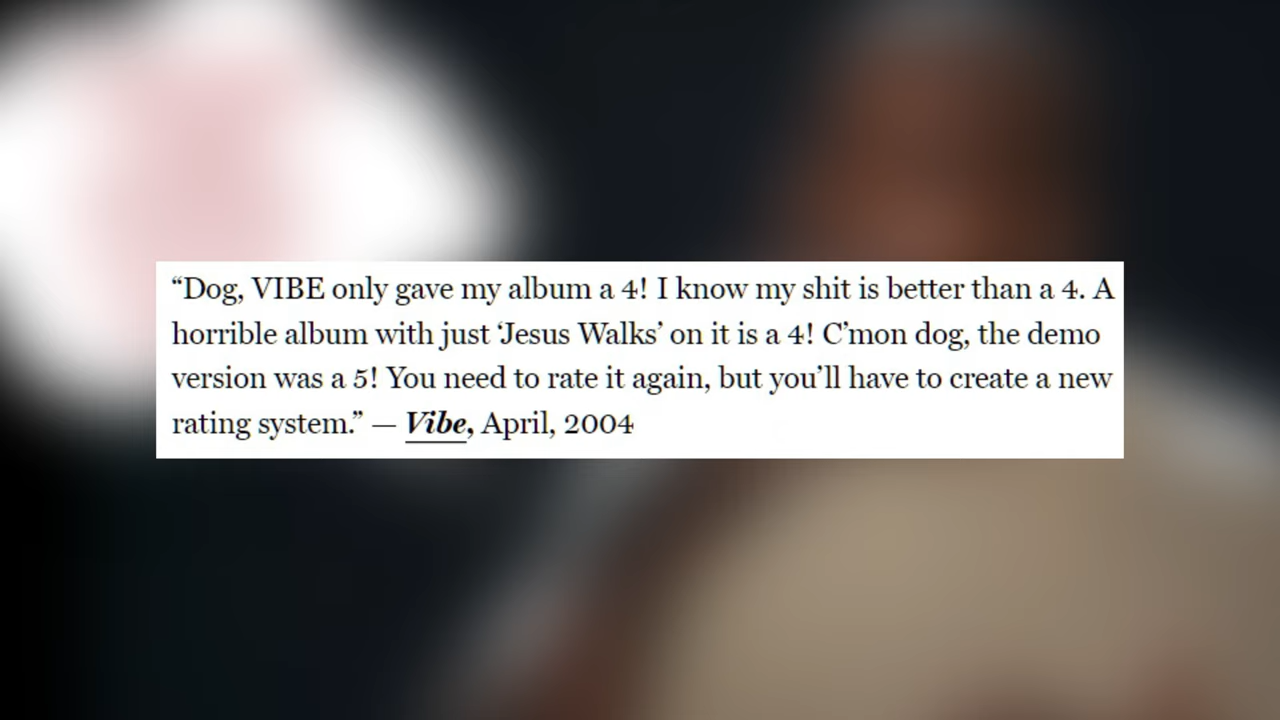 “Dog, VIBE only gave my album a 4! I know my shit is better than a 4. A
horrible album with just ‘Jesus Walks’ on it is a 4! C’mon dog, the demo
version was a 5! You need to rate it again, but you’ll have to create a new
rating system.” — Vibe, April, 2004